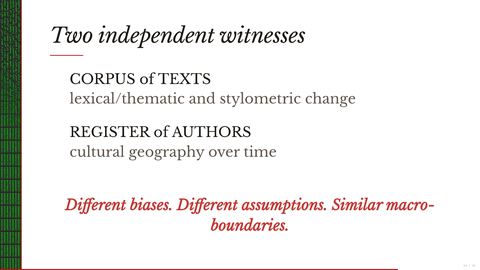 Two independent witnesses
CORPUS of TEXTS
lexical/thematic and stylometric change
REGISTER of AUTHORS
cultural geography over time
Different biases. Different assumptions. Similar macro-
boundaries.